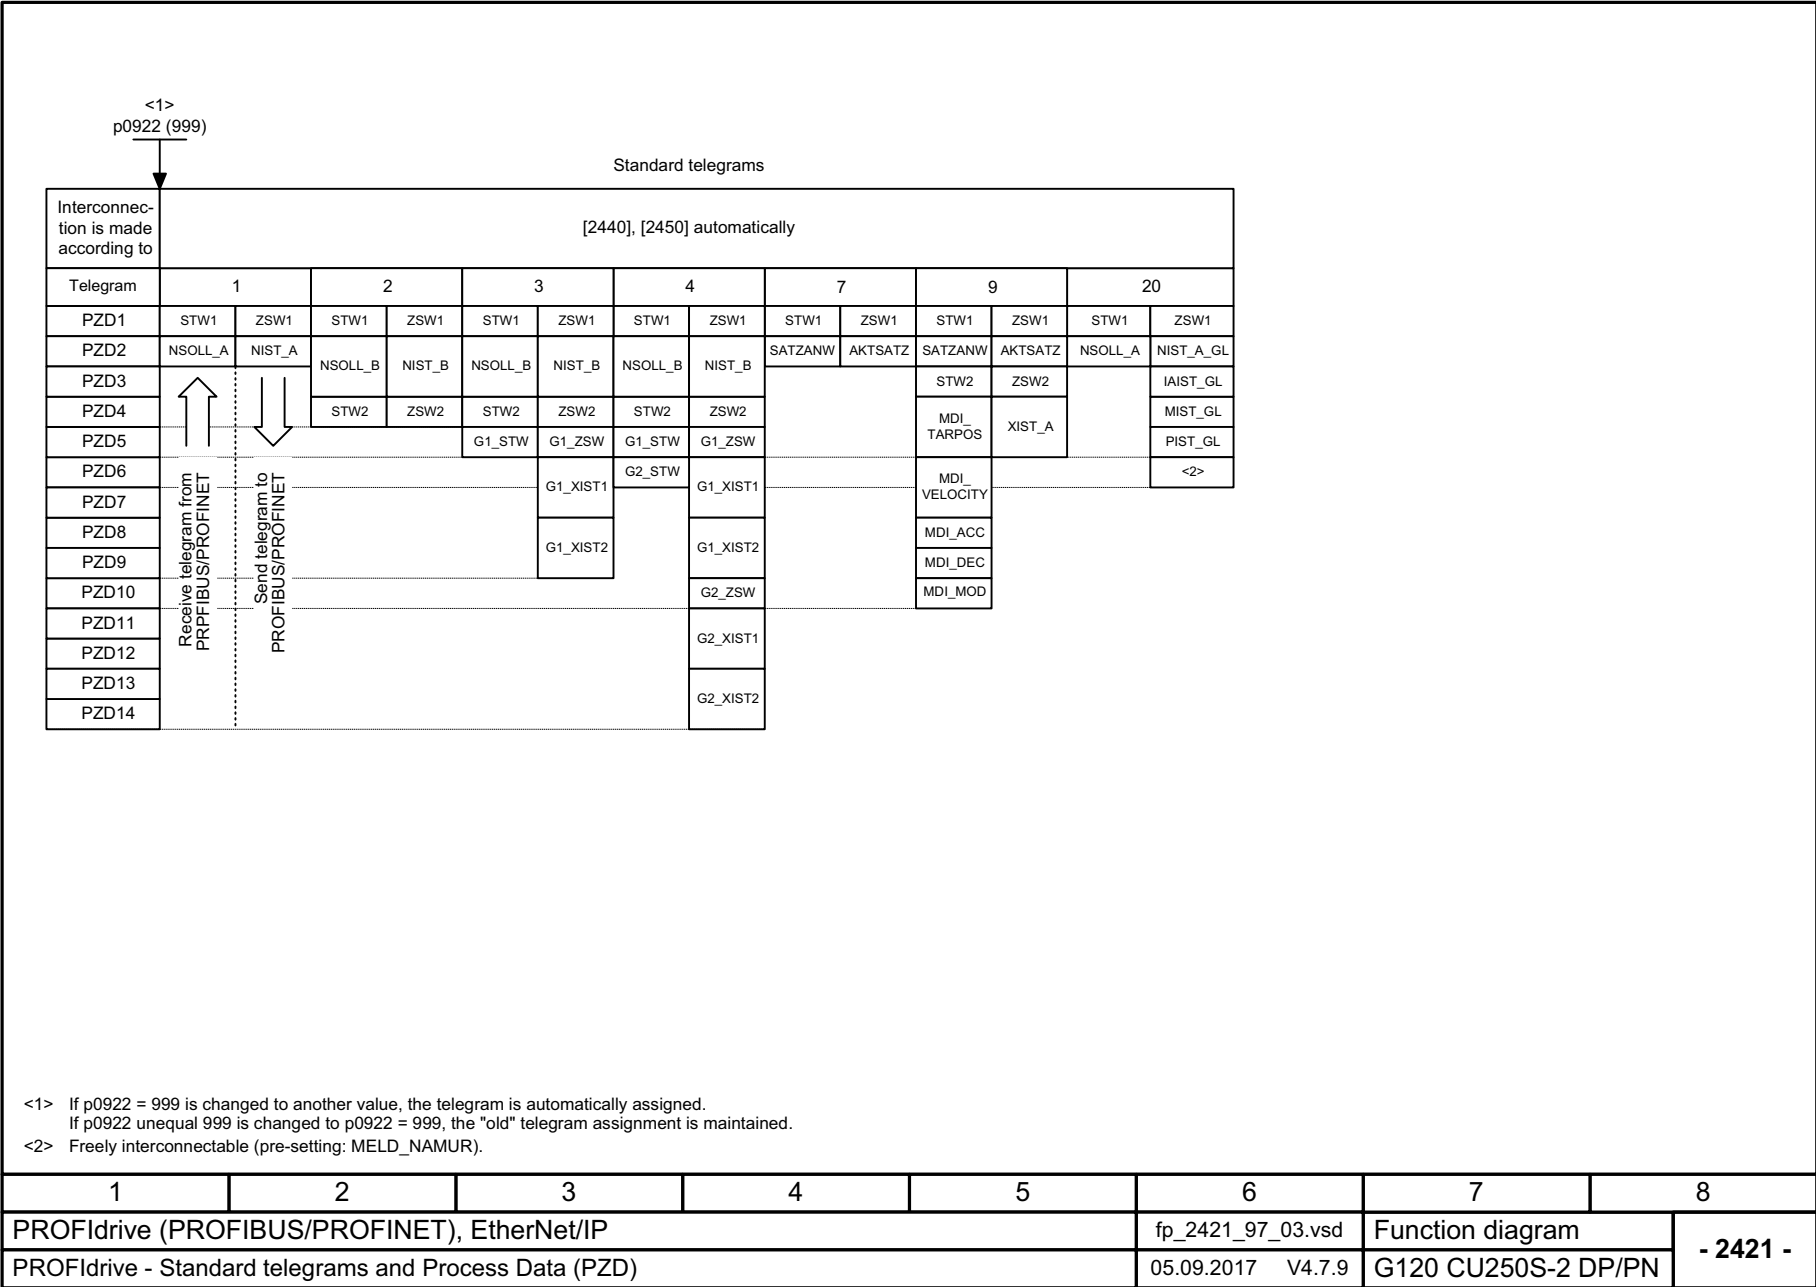 <1>
p0922 (999)
Standard telegrams
Interconnec-
tion is made
according to
[2440], [2450] automatically
Telegram 1 2 3 4 7 9 20
PZD1 STW1 ZSW1 STW1 ZSW1 STW1 ZSW1 STW1 ZSW1 STW1 ZSW1 STW1 ZSW1 STW1 ZSW1
PZD2 NSOLL_A NIST_A NSOLL_B NIST_B NSOLL_B NIST_B NSOLL_B NIST_B SATZANW AKTSATZ SATZANW AKTSATZ NSOLL_A NIST_A_GL
PZD3 STW2 ZSW2 IAIST_GL
PZD4 STW2 ZSW2 STW2 ZSW2 STW2 ZSW2 MDI_ XIST_A MIST_GL
TARPOS
PZD5 G1_STW G1_ZSW G1_STW G1_ZSW PIST_GL
PZD6 G1_XIST1 G2_STW G1_XIST1 MDI_ <2>
VELOCITY
PZD7
PZD8 G1_XIST2 G1_XIST2 MDI_ACC
PZD9 MDI_DEC
PZD10 G2_ZSW MDI_MOD
PZD11 G2_XIST1
PZD12
PZD13 G2_XIST2
PZD14
Receive telegram from
PRPFIBUS/PROFINET
Send telegram to
PROFIBUS/PROFINET
<1> If p0922 = 999 is changed to another value, the telegram is automatically assigned.
If p0922 unequal 999 is changed to p0922 = 999, the "old" telegram assignment is maintained.
<2> Freely interconnectable (pre-setting: MELD_NAMUR).
1 2 3 4 5 6 7 8
PROFIdrive (PROFIBUS/PROFINET), EtherNet/IP fp_2421_97_03.vsd Function diagram
- 2421 -
PROFIdrive - Standard telegrams and Process Data (PZD) 05.09.2017 V4.7.9 G120 CU250S-2 DP/PN